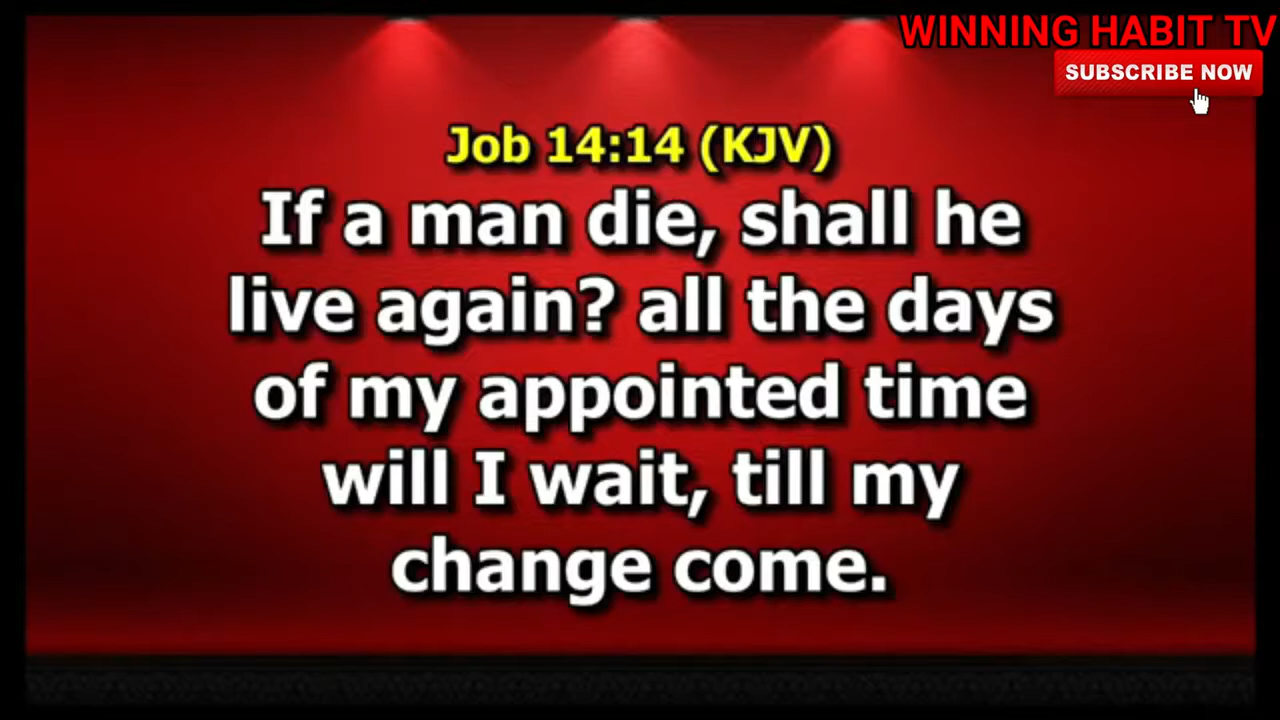 WINNING HABIT TV
SUBSCRIBE NOW
Job 14:14 (KJV)
If a man die, shall he
live again? all the days
of my appointed time
will I wait, till my
change come.